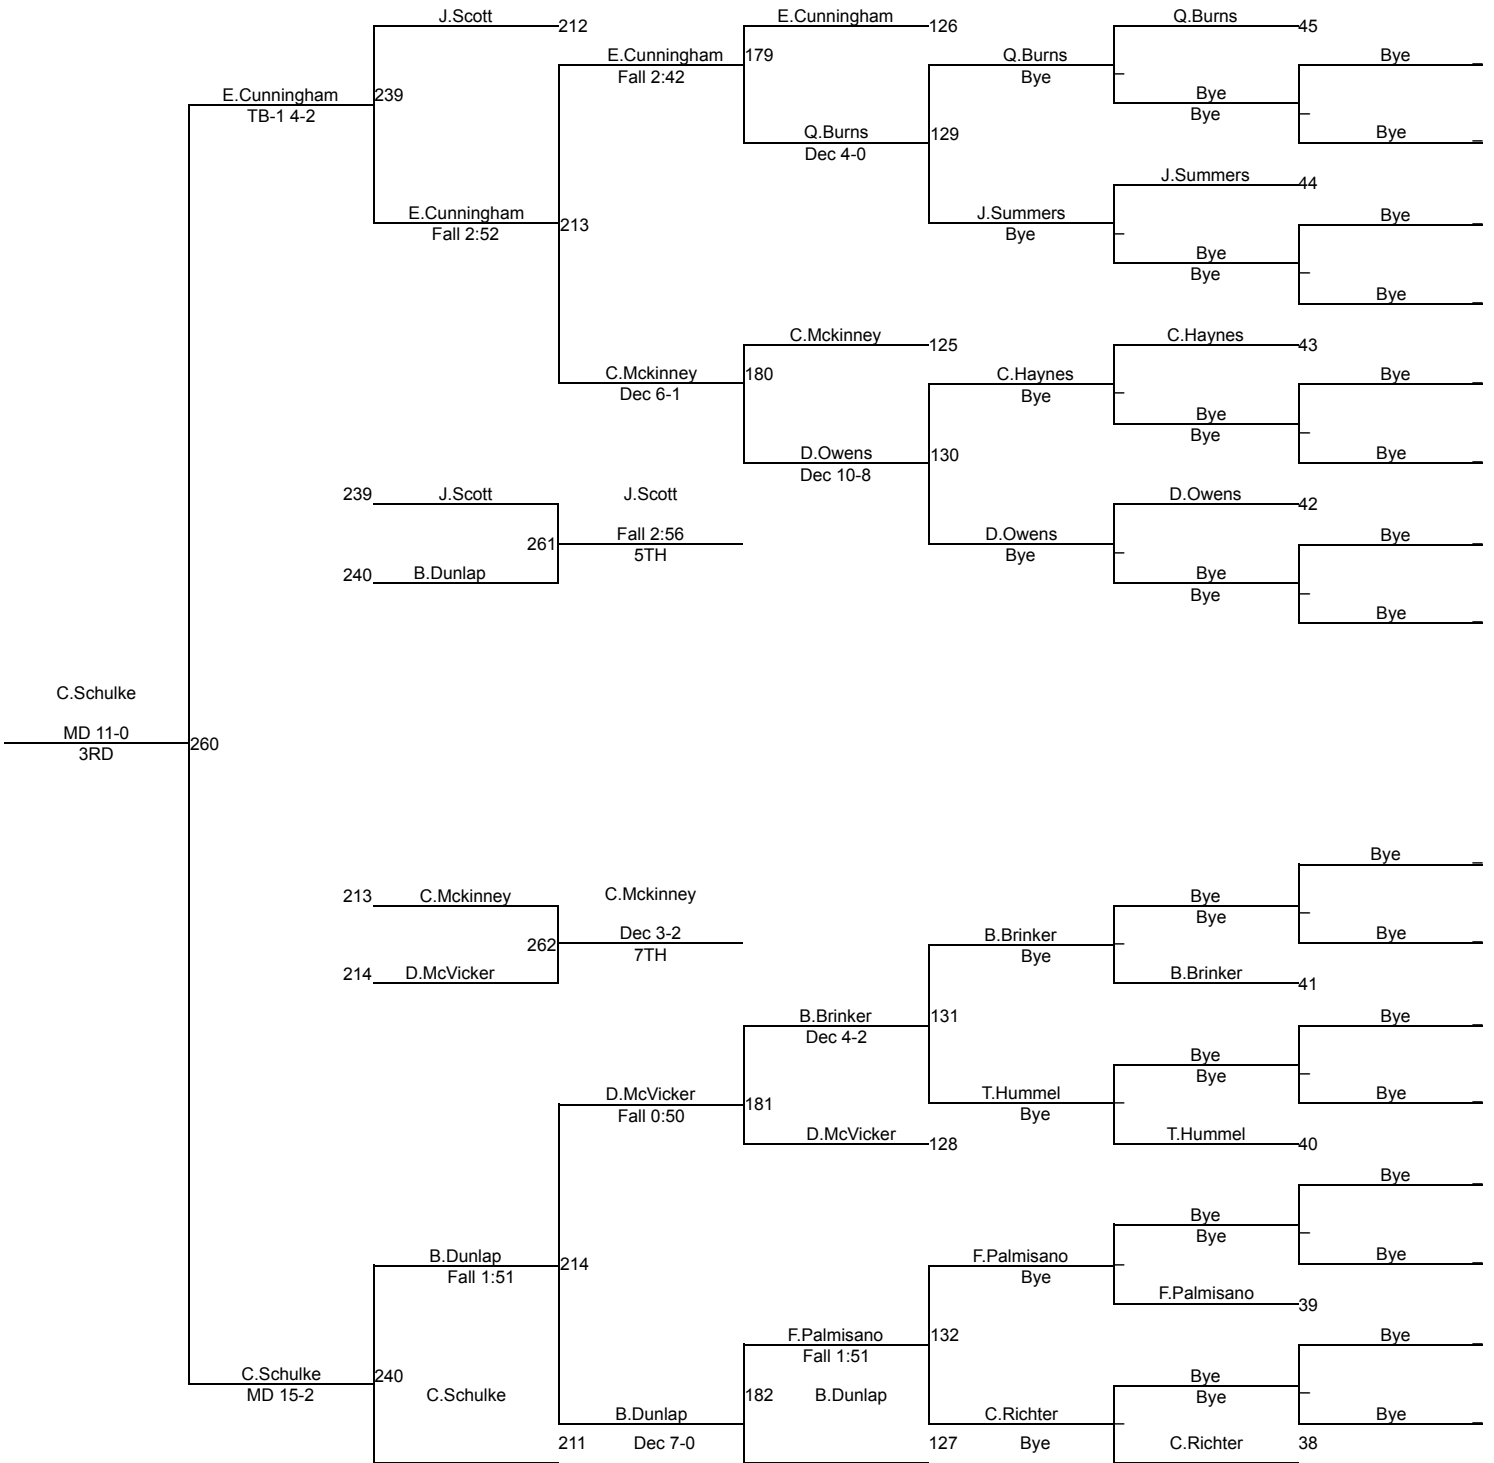 J.Scott
212
E.Cunningham
126
Q.Burns
45
E.Cunningham
179
Fall 2:42
Q.Burns
Bye
Bye
E.Cunningham
239
TB-1 4-2
Bye
Bye
Q.Burns
129
Dec 4-0
Bye
J.Summers
44
E.Cunningham
213
Fall 2:52
J.Summers
Bye
Bye
Bye
Bye
Bye
C.Mckinney
125
C.Haynes
43
C.Mckinney
180
Dec 6-1
C.Haynes
Bye
Bye
Bye
Bye
D.Owens
130
Dec 10-8
Bye
239
J.Scott
J.Scott
D.Owens
42
261
Fall 2:56
5TH
D.Owens
Bye
Bye
240
B.Dunlap
Bye
Bye
Bye
C.Schulke
MD 11-0
260
3RD
Bye
213
C.Mckinney
C.Mckinney
Bye
Bye
262
Dec 3-2
7TH
B.Brinker
Bye
Bye
214
D.McVicker
B.Brinker
41
B.Brinker
131
Dec 4-2
Bye
Bye
Bye
D.McVicker
181
Fall 0:50
T.Hummel
Bye
Bye
D.McVicker
128
T.Hummel
40
Bye
Bye
Bye
B.Dunlap
214
Fall 1:51
F.Palmisano
Bye
Bye
F.Palmisano
39
F.Palmisano
132
Fall 1:51
Bye
C.Schulke
240
MD 15-2
Bye
Bye
C.Schulke
182
B.Dunlap
B.Dunlap
C.Richter
Bye
211
Dec 7-0
127
Bye
C.Richter
38